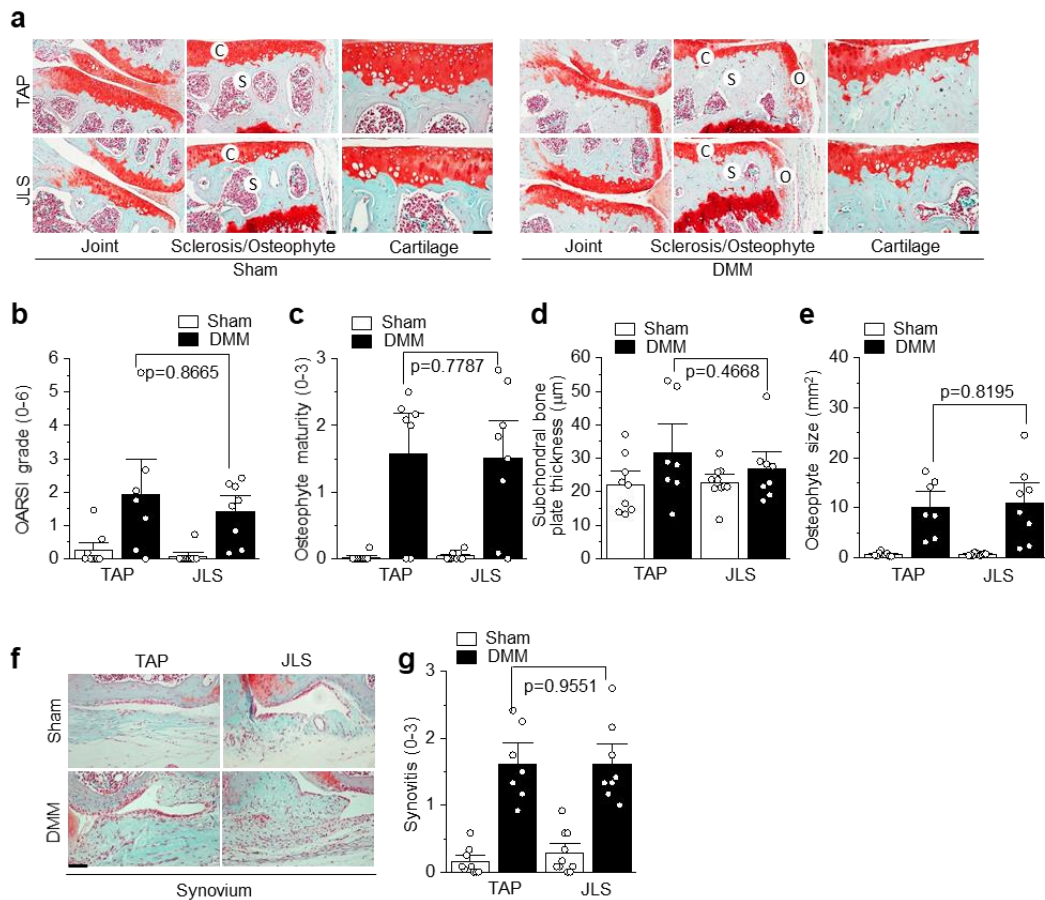 a
TAP
C
S
C
S
O
JLS
C
S
C
S
O
Joint Sclerosis/Osteophyte Cartilage
Sham
Joint Sclerosis/Osteophyte Cartilage
DMM
b
Sham
DMM
OARSI grade (0-6)
6
5
4
3
2
1
0
p=0.8665
TAP JLS
c
Sham
DMM
Osteophyte maturity (0-3)
3
2
1
0
p=0.7787
TAP JLS
d
Sham
DMM
Subchondral bone
plate thickness (μm)
60
50
40
30
20
10
0
p=0.4668
TAP JLS
e
Sham
DMM
Osteophyte size (mm²)
40
30
20
10
0
p=0.8195
TAP JLS
f
TAP JLS
Sham
DMM
Synovium
g
Sham
DMM
Synovitis (0-3)
3
2
1
0
p=0.9551
TAP JLS